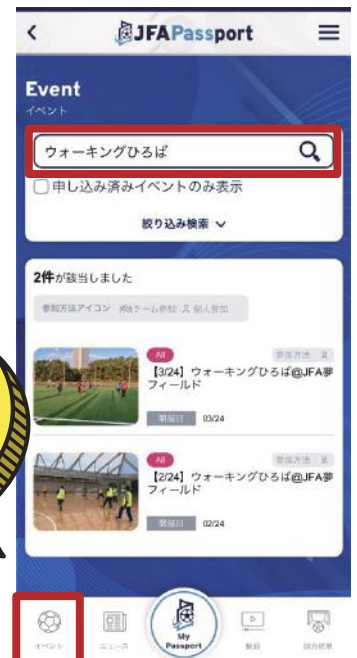 JFAPassport
Event
イベント
ウォーキングひろば
申し込み済みイベントのみ表示
絞り込み検索
2件が該当しました
参加方法アイコン チーム参加 個人参加
All 参加方法
【3/24】ウォーキングひろば@JFA夢
フィールド
開催日 03/24
All 参加方法
【2/24】ウォーキングひろば@JFA夢
フィールド
開催日 02/24
イベント ニュース My Passport 動画 試合結果